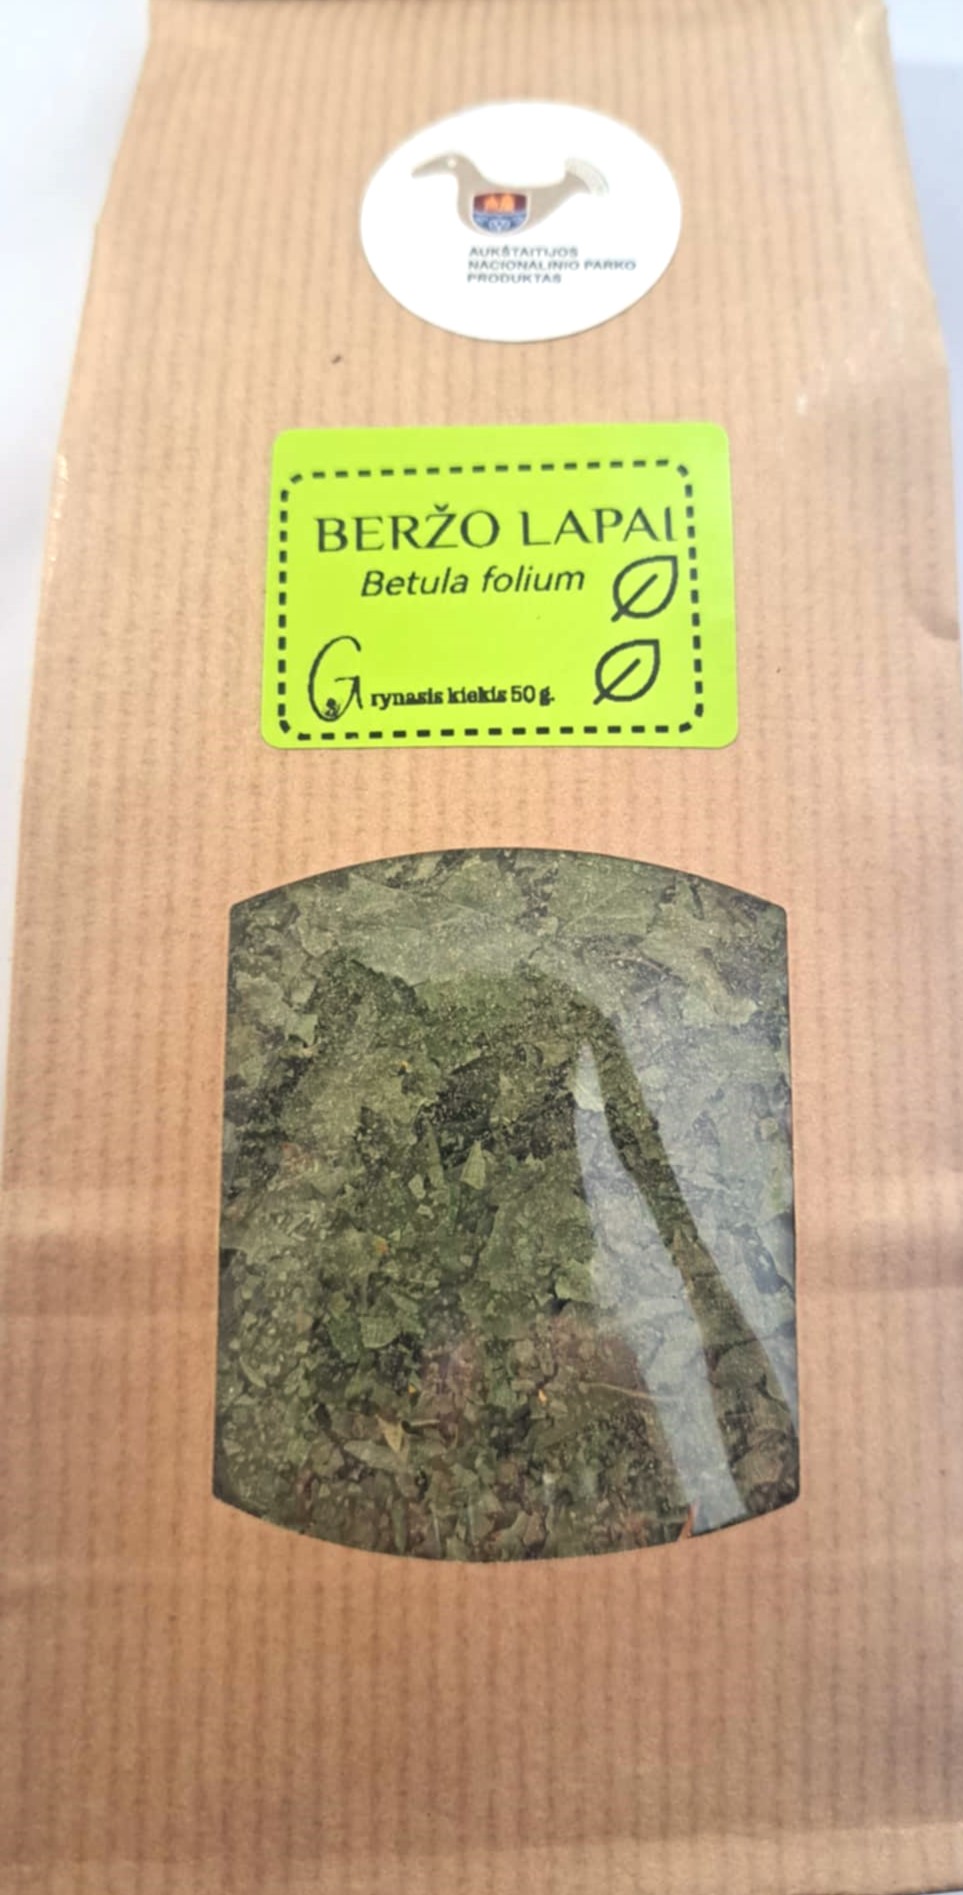 AUKŠTAITIJOS
NACIONALINIO PARKO
PRODUKTAS
BERŽO LAPAI
Betula folium
Grynasis kiekis 50 g.